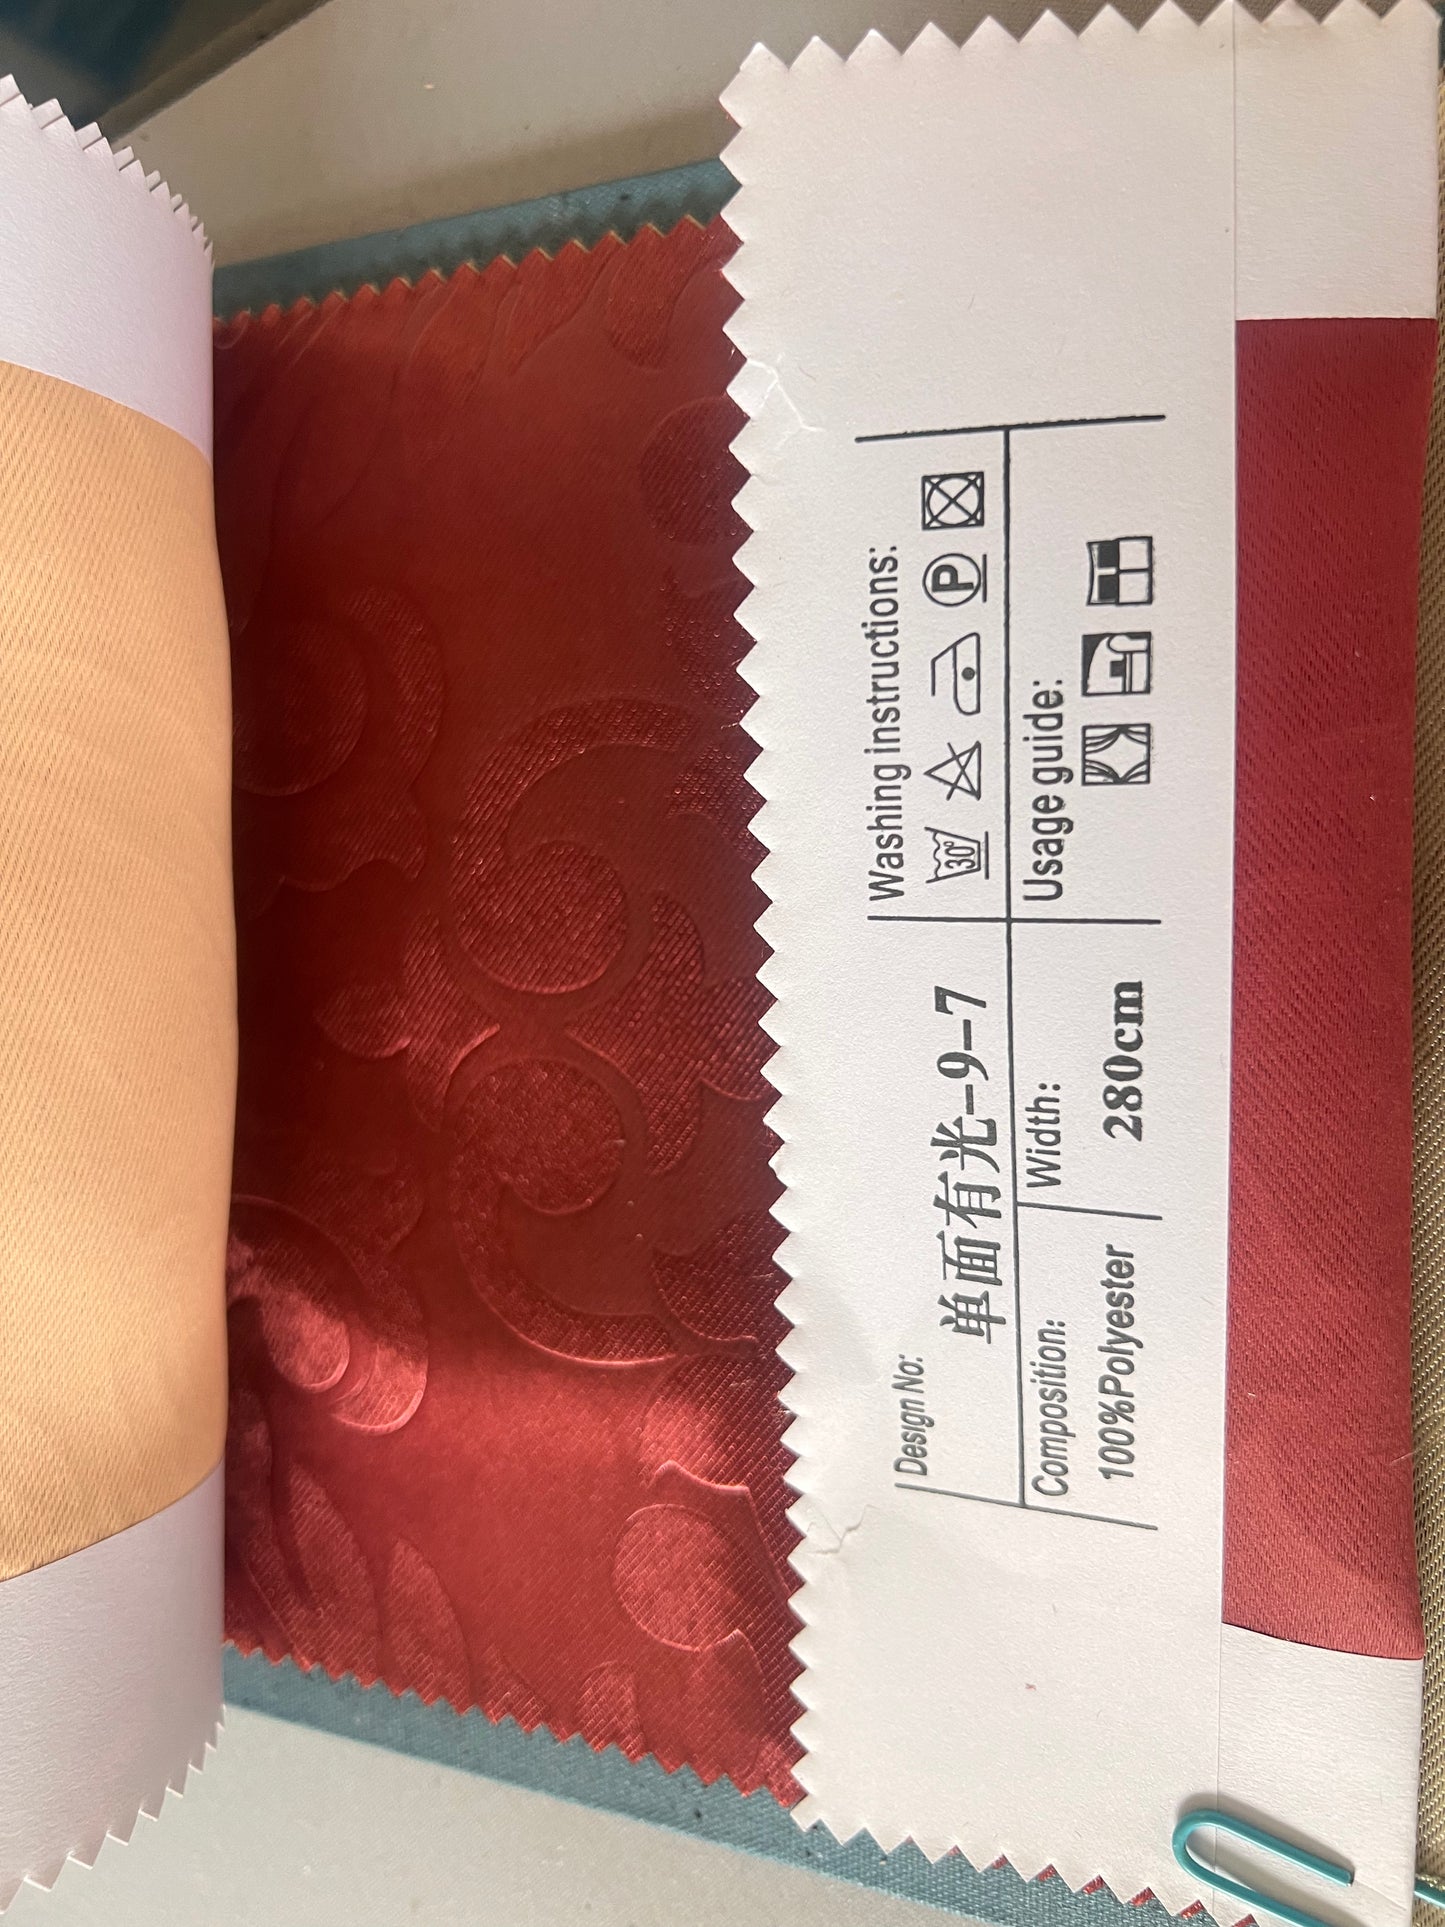 Design No:
单面有光-9-7
Washing instructions:
30°
P
Composition:
100%Polyester
Width:
280cm
Usage guide: